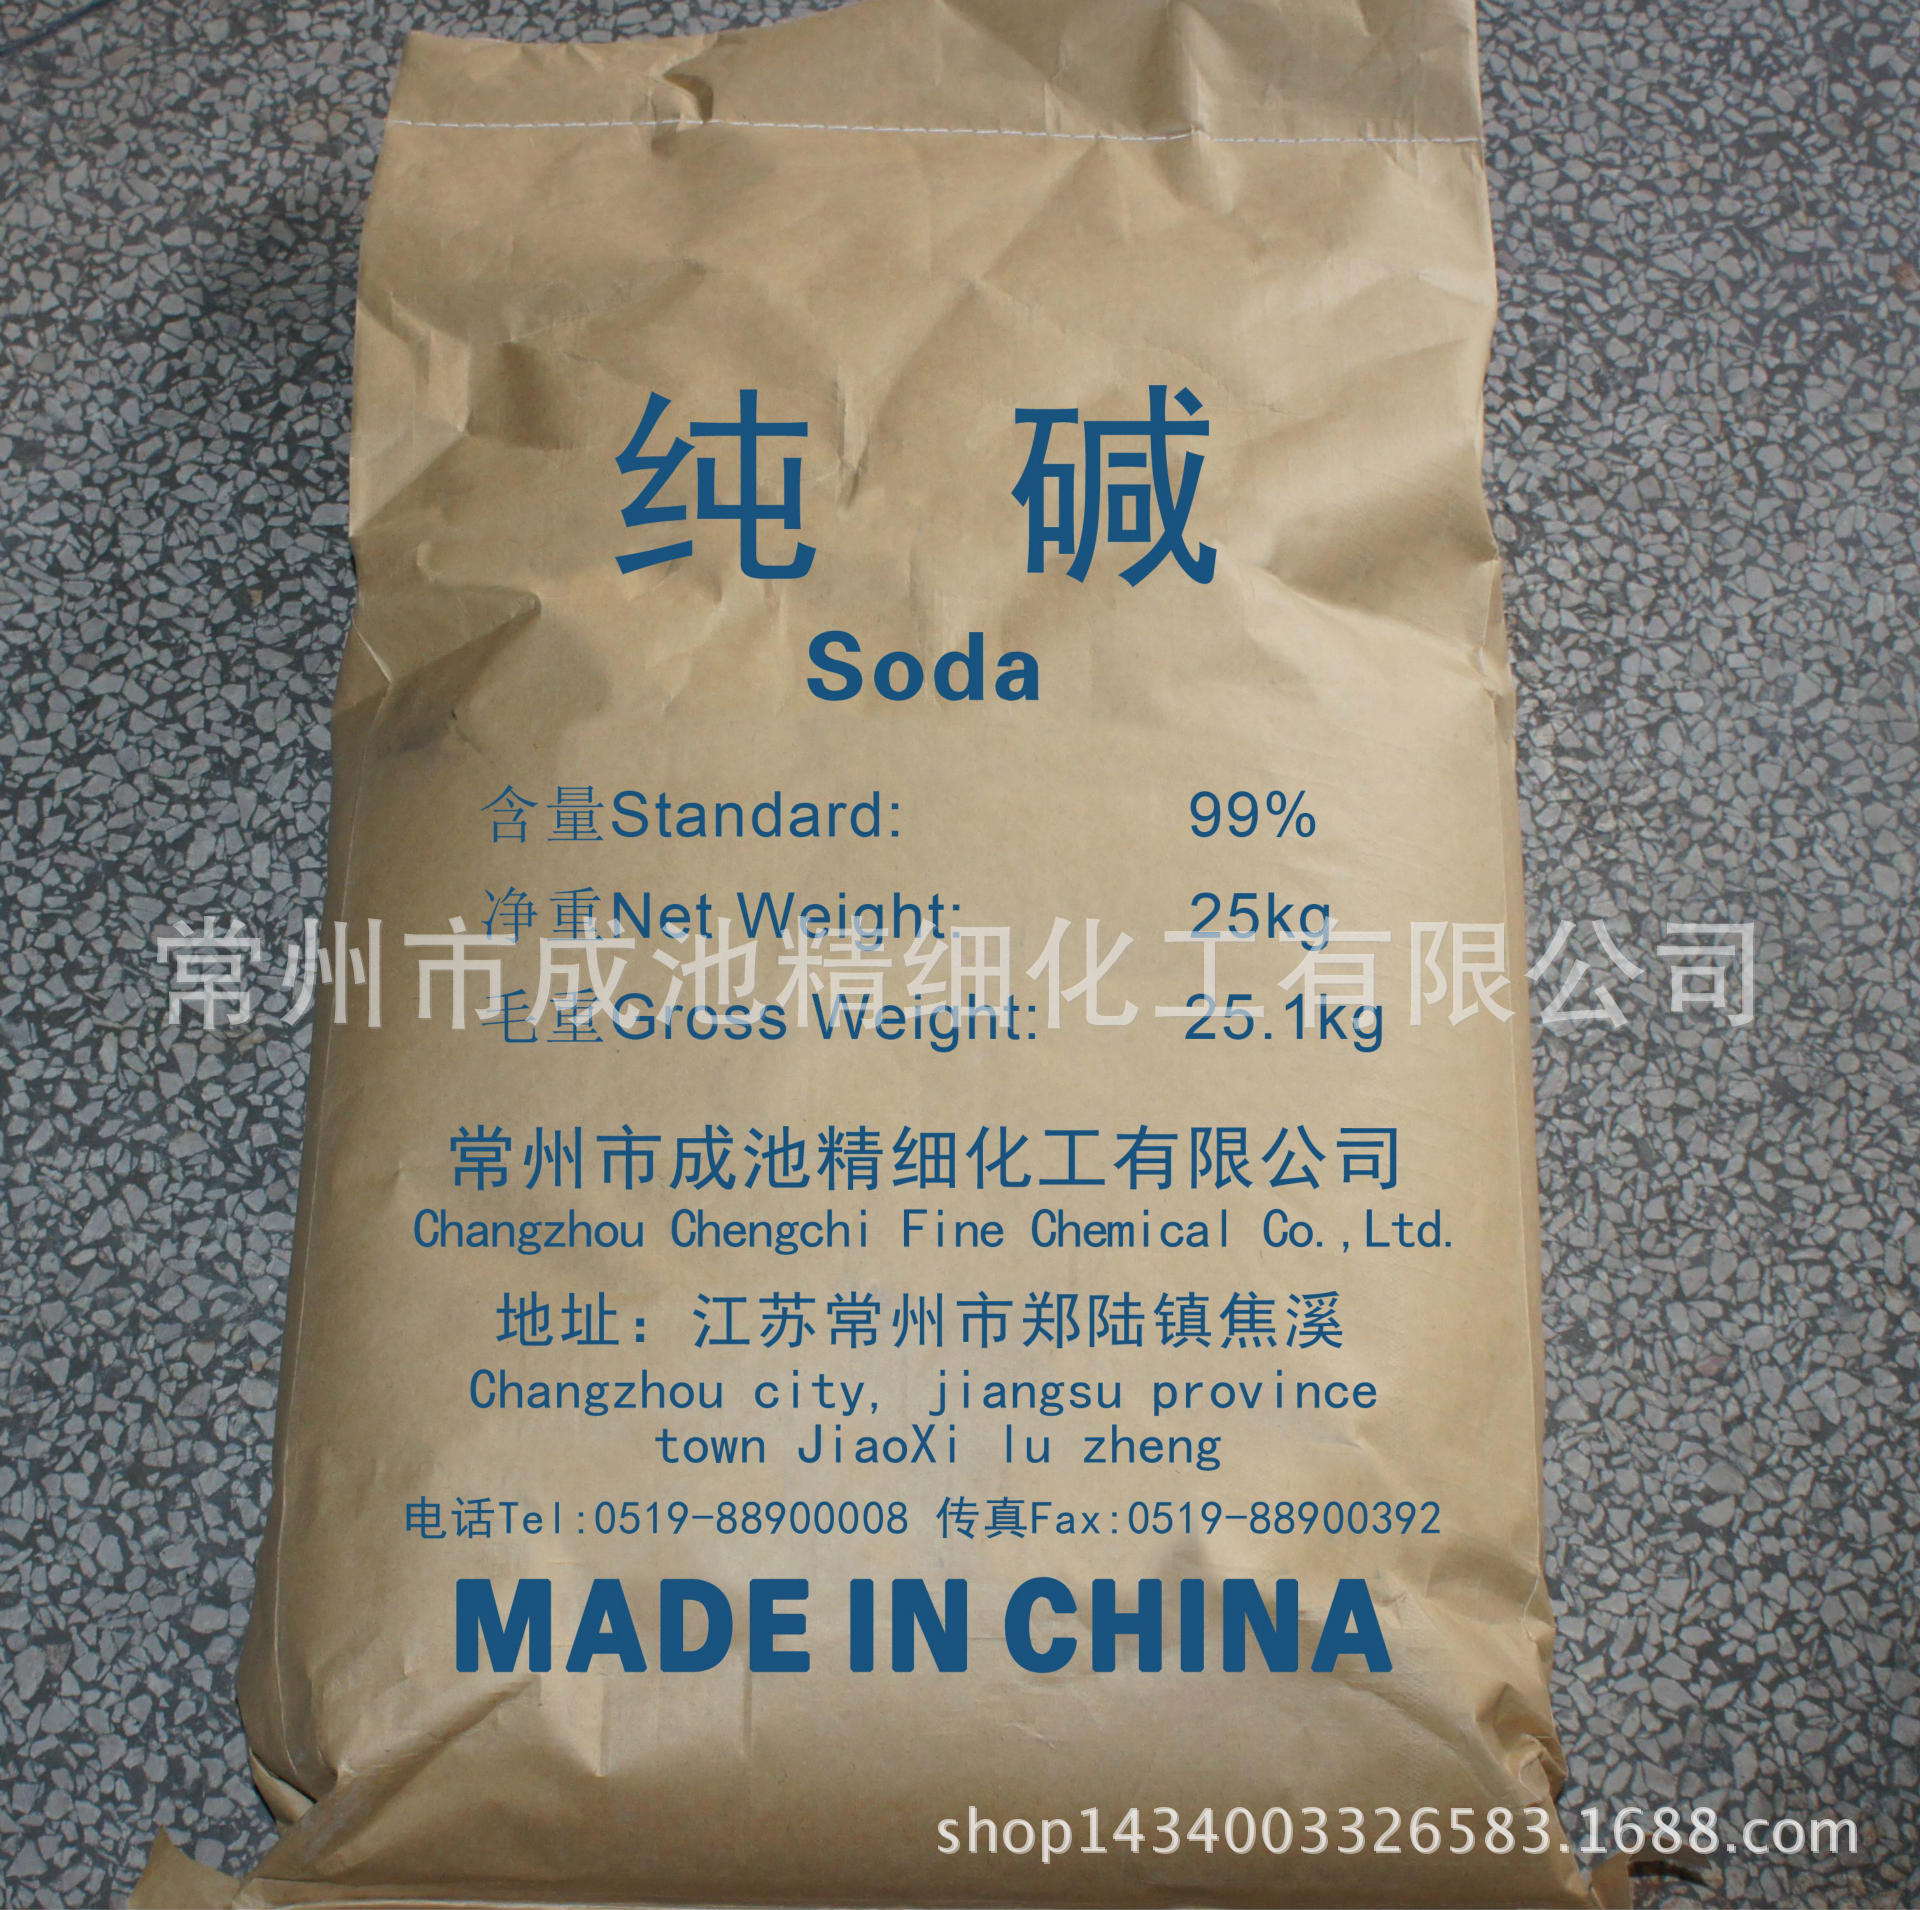 纯 碱
Soda
含量Standard: 99%
净重Net Weight: 25kg
常州市成池精细化工有限公司
毛重Gross Weight: 25.1kg
常州市成池精细化工有限公司
Changzhou Chengchi Fine Chemical Co.,Ltd.
地址：江苏常州市郑陆镇焦溪
Changzhou city, jiangsu province
town JiaoXi lu zheng
电话Tel:0519-88900008 传真Fax:0519-88900392
MADE IN CHINA
shop1434003326583.1688.com